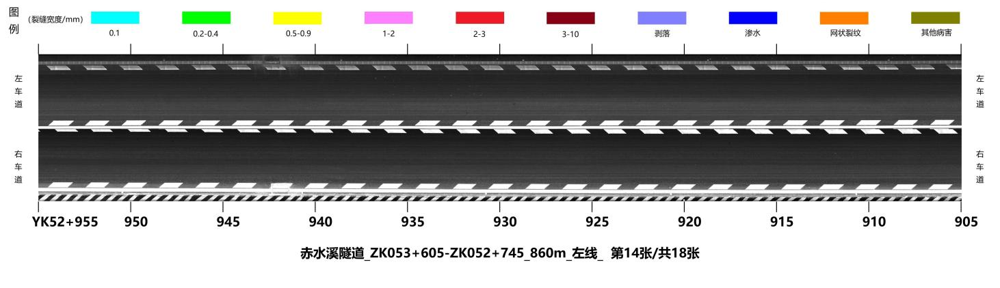 图例
(裂缝宽度/mm)
0.1
0.2-0.4
0.5-0.9
1-2
2-3
3-10
剥落
渗水
网状裂纹
其他病害
左车道
左车道
右车道
右车道
YK52+955 950 945 940 935 930 925 920 915 910 905
赤水溪隧道_ZK053+605-ZK052+745_860m_左线_ 第14张/共18张